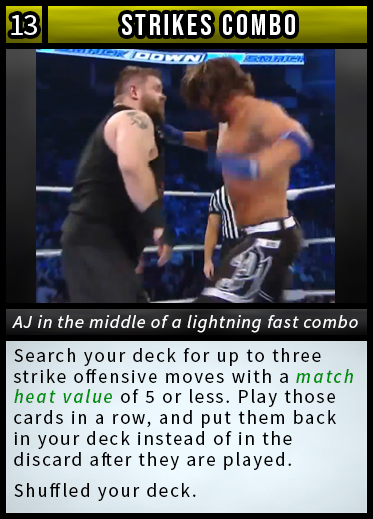 13 STRIKES COMBO
SMACK DOWN
AJ in the middle of a lightning fast combo
Search your deck for up to three
strike offensive moves with a match
heat value of 5 or less. Play those
cards in a row, and put them back
in your deck instead of in the
discard after they are played.
Shuffled your deck.